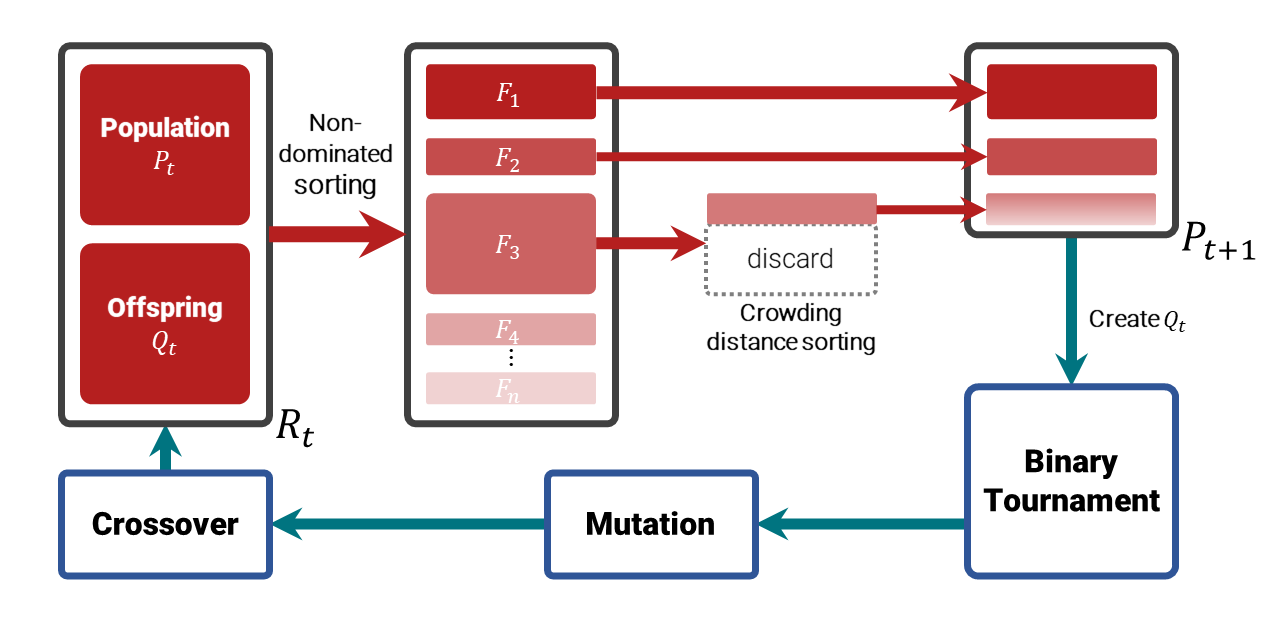 Population
P_t
Offspring
Q_t
R_t
Non-
dominated
sorting
F_1
F_2
F_3
F_4
⋮
F_n
discard
Crowding
distance sorting
P_{t+1}
Create Q_t
Binary
Tournament
Mutation
Crossover